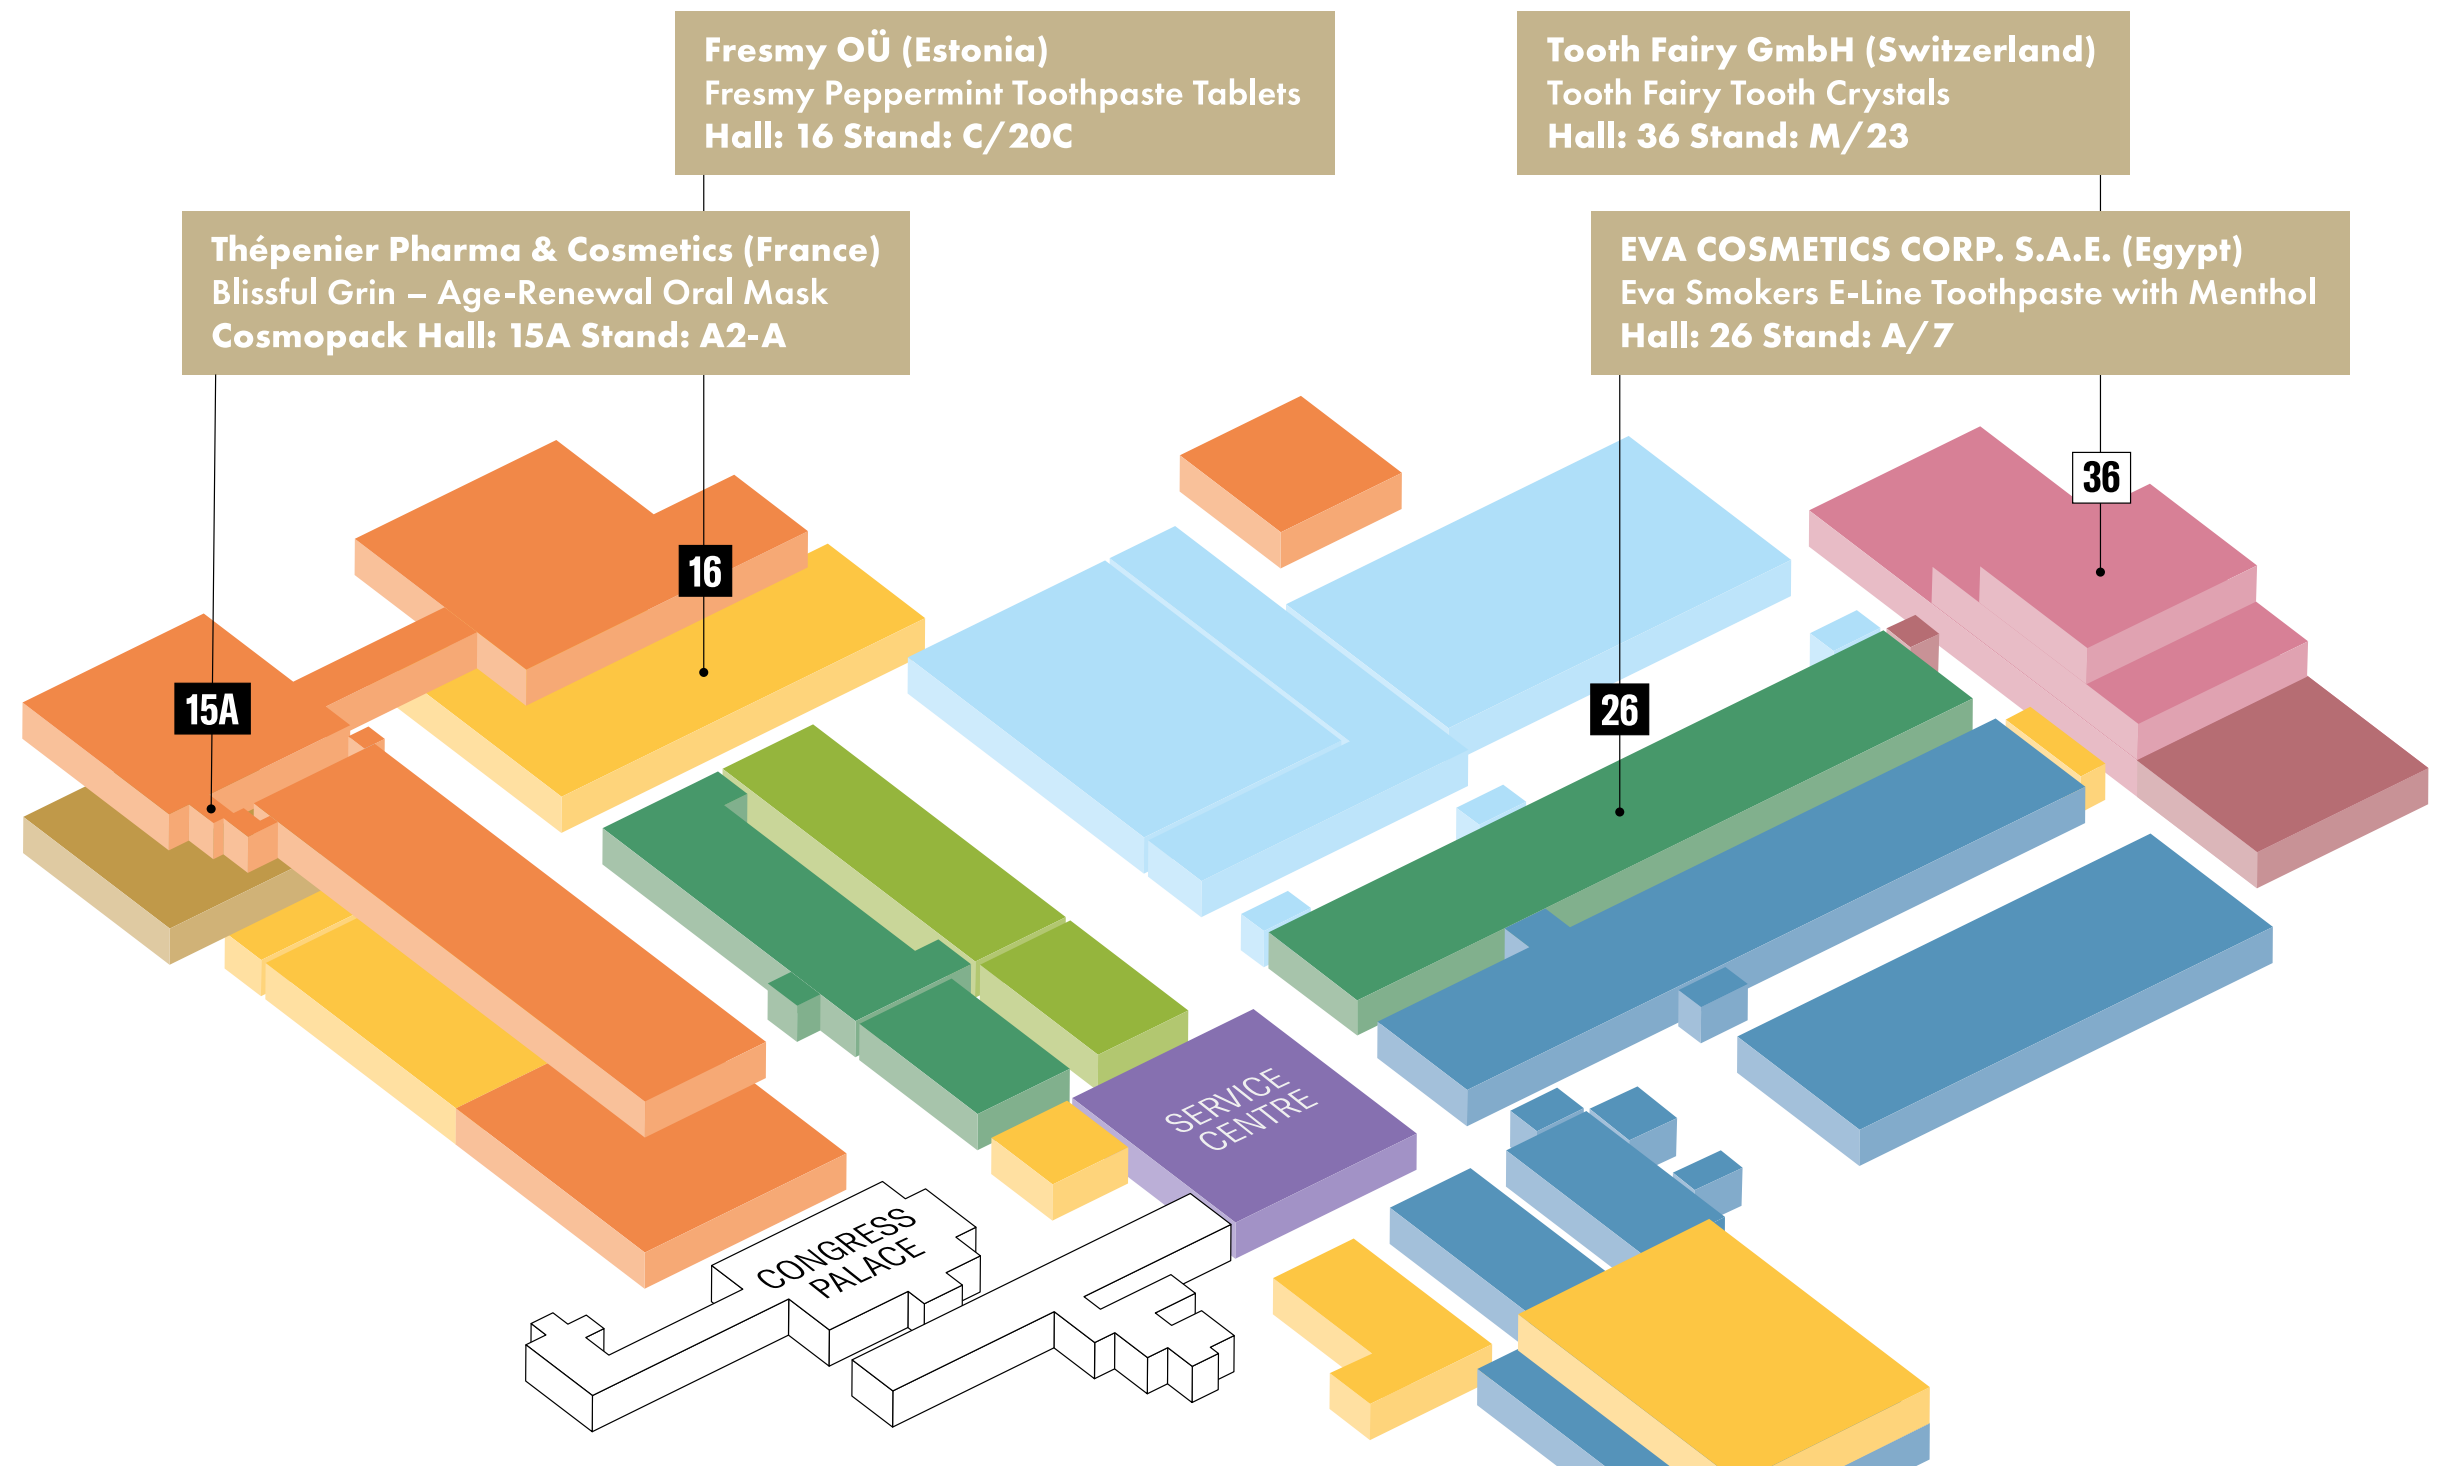 Fresmy OÜ (Estonia)
Fresmy Peppermint Toothpaste Tablets
Hall: 16 Stand: C/20C
Tooth Fairy GmbH (Switzerland)
Tooth Fairy Tooth Crystals
Hall: 36 Stand: M/23
Thépenier Pharma & Cosmetics (France)
Blissful Grin – Age-Renewal Oral Mask
Cosmopack Hall: 15A Stand: A2-A
EVA COSMETICS CORP. S.A.E. (Egypt)
Eva Smokers E-Line Toothpaste with Menthol
Hall: 26 Stand: A/7
36
16
15A
26
SERVICE
CENTRE
CONGRESS
PALACE